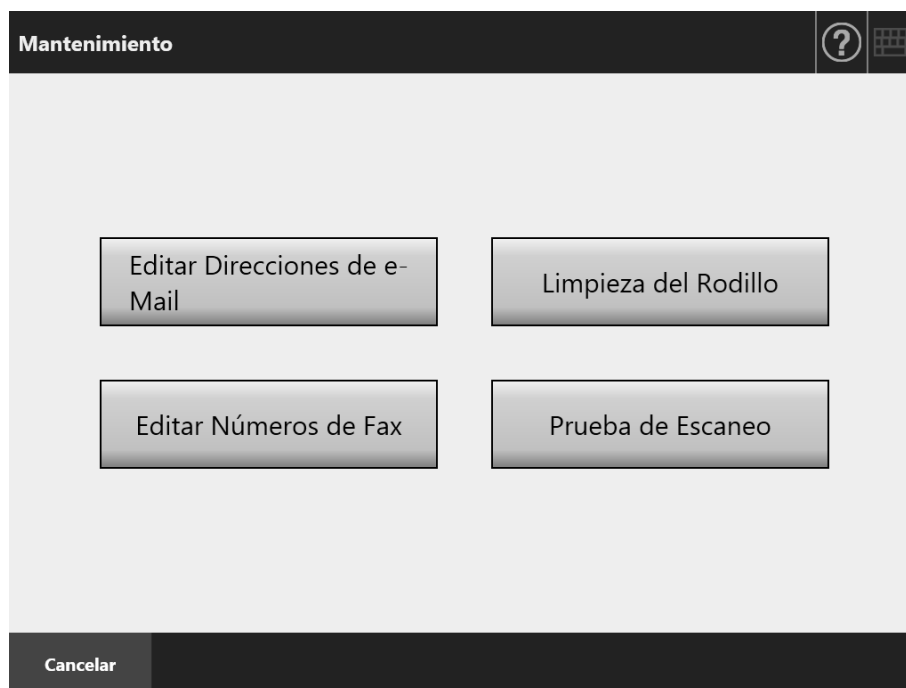 Mantenimiento
?
Editar Direcciones de e-
Mail
Limpieza del Rodillo
Editar Números de Fax
Prueba de Escaneo
Cancelar